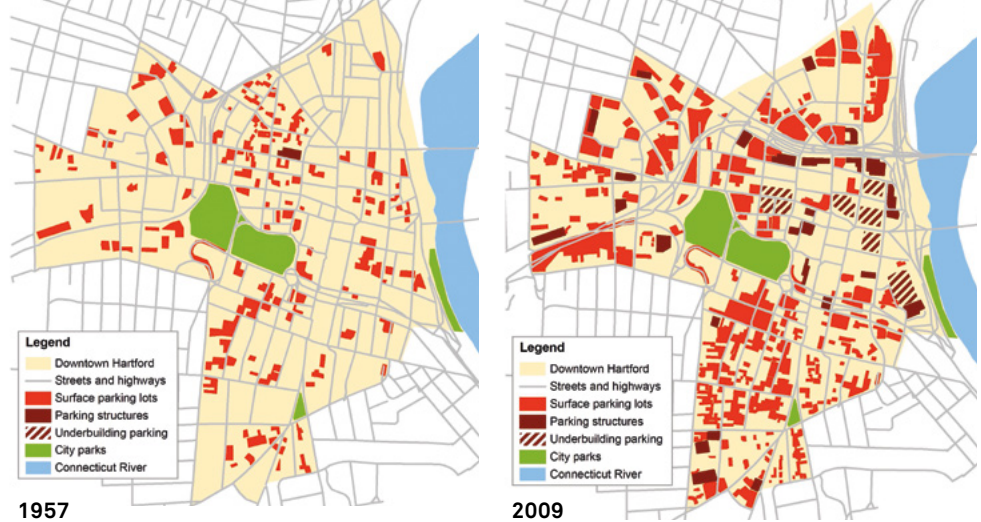 Legend
Downtown Hartford
Streets and highways
Surface parking lots
Parking structures
Underbuilding parking
City parks
Connecticut River
1957
Legend
Downtown Hartford
Streets and highways
Surface parking lots
Parking structures
Underbuilding parking
City parks
Connecticut River
2009